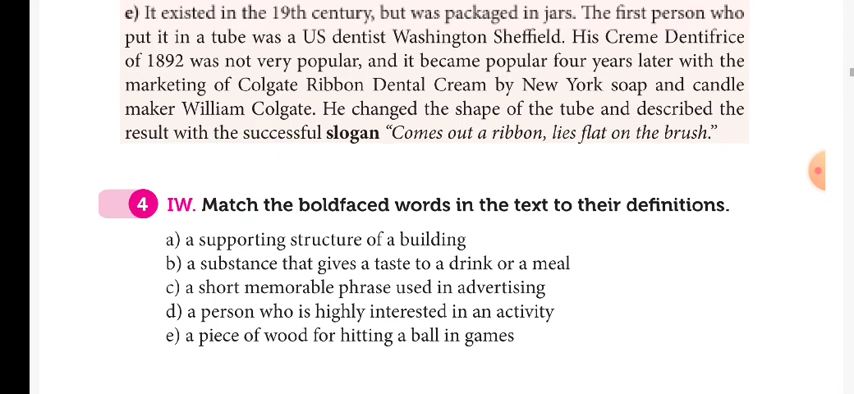 e) It existed in the 19th century, but was packaged in jars. The first person who
put it in a tube was a US dentist Washington Sheffield. His Creme Dentifrice
of 1892 was not very popular, and it became popular four years later with the
marketing of Colgate Ribbon Dental Cream by New York soap and candle
maker William Colgate. He changed the shape of the tube and described the
result with the successful slogan “Comes out a ribbon, lies flat on the brush.”
4 IW. Match the boldfaced words in the text to their definitions.
a) a supporting structure of a building
b) a substance that gives a taste to a drink or a meal
c) a short memorable phrase used in advertising
d) a person who is highly interested in an activity
e) a piece of wood for hitting a ball in games